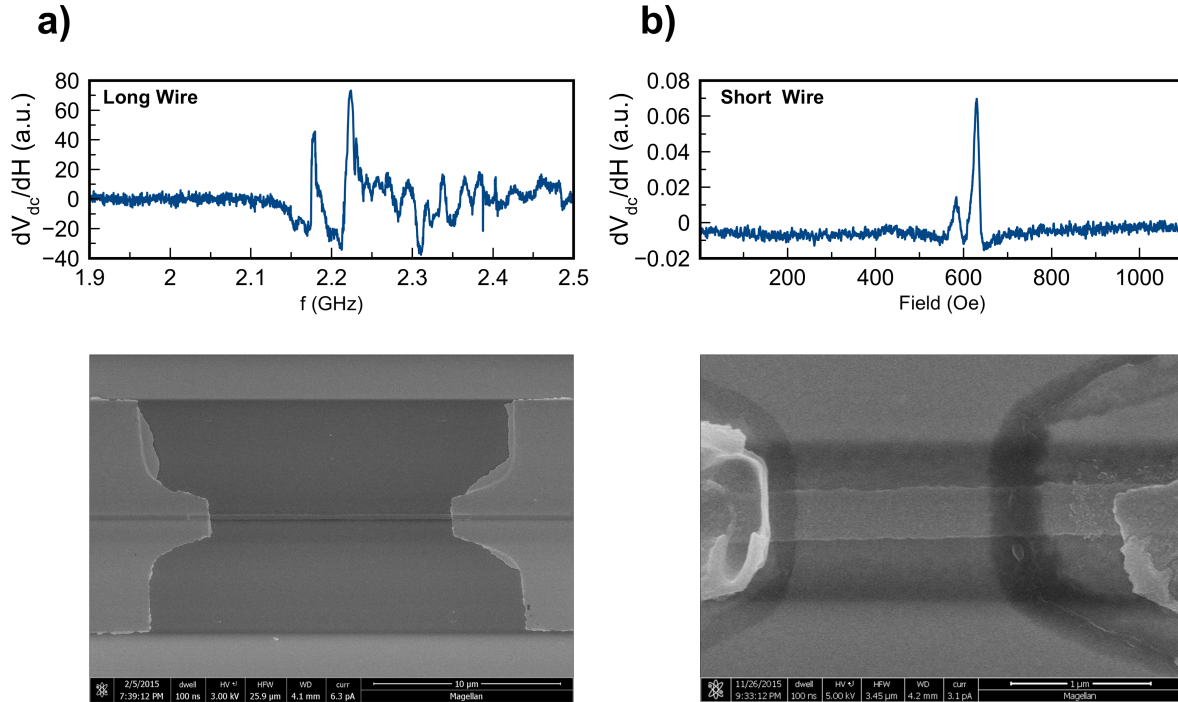 a)
b)
Long Wire
80
60
40
20
0
−20
−40
dV_dc/dH (a.u.)
1.9 2 2.1 2.2 2.3 2.4 2.5
f (GHz)
Short Wire
0.08
0.06
0.04
0.02
0
−0.02
dV_dc/dH (a.u.)
200 400 600 800 1000
Field (Oe)
2/5/2015 dwell HV WD HFW curr 10 µm
7:39:12 PM 100 ns 3.00 kV 25.9 µm 4.1 mm 6.3 pA Magellan
11/26/2015 dwell HV HFW WD curr 1 µm
9:33:12 PM 100 ns 5.00 kV 3.45 µm 4.2 mm 3.1 pA Magellan